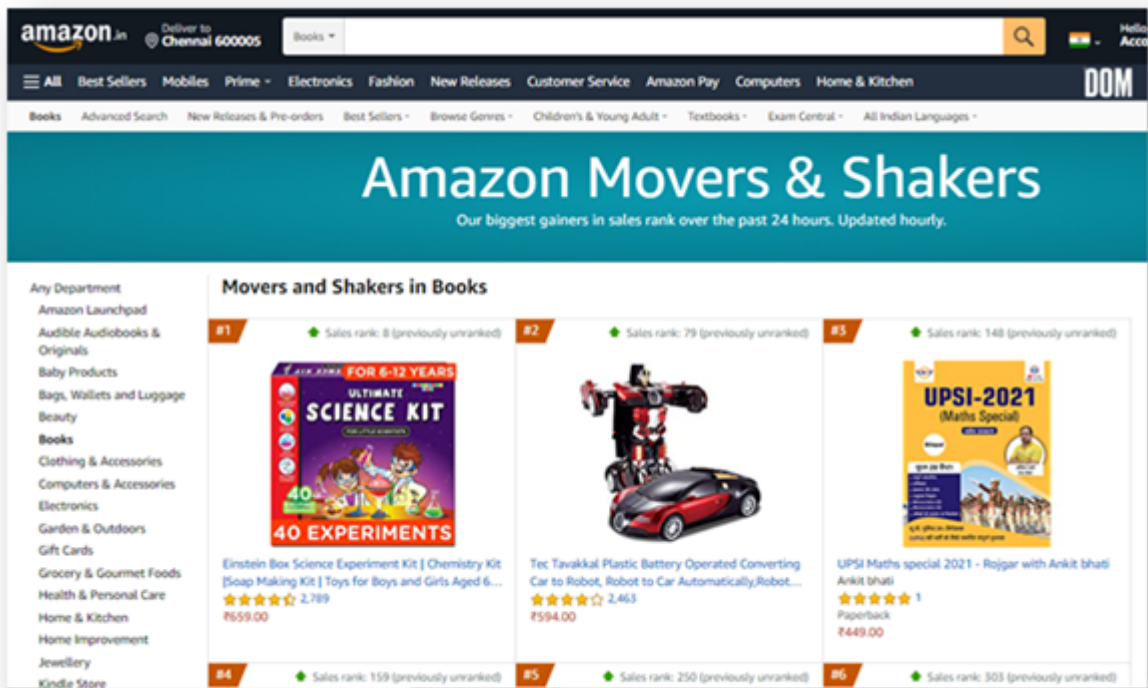 amazon.in
Deliver to
Chennai 600005
Books
Hello
Acco
All Best Sellers Mobiles Prime Electronics Fashion New Releases Customer Service Amazon Pay Computers Home & Kitchen
DOM
Books Advanced Search New Releases & Pre-orders Best Sellers Browse Genres Children's & Young Adult Textbooks Exam Central All Indian Languages
Amazon Movers & Shakers
Our biggest gainers in sales rank over the past 24 hours. Updated hourly.
Any Department
Amazon Launchpad
Audible Audiobooks &
Originals
Baby Products
Bags, Wallets and Luggage
Beauty
Books
Clothing & Accessories
Computers & Accessories
Electronics
Garden & Outdoors
Gift Cards
Grocery & Gourmet Foods
Health & Personal Care
Home & Kitchen
Home Improvement
Jewellery
Kindle Store
Movers and Shakers in Books
#1 Sales rank: 8 (previously unranked)
FOR 6-12 YEARS
ULTIMATE
SCIENCE KIT
40
40 EXPERIMENTS
Einstein Box Science Experiment Kit | Chemistry Kit
|Soap Making Kit | Toys for Boys and Girls Aged 6...
2,789
₹659.00
#2 Sales rank: 79 (previously unranked)
Tec Tavakkal Plastic Battery Operated Converting
Car to Robot, Robot to Car Automatically,Robot...
2,463
₹594.00
#3 Sales rank: 148 (previously unranked)
UPSI-2021
(Maths Special)
UPSI Maths special 2021 - Rojgar with Ankit bhati
Ankit bhati
1
Paperback
₹449.00
#4 Sales rank: 159 (previously unranked)
#5 Sales rank: 250 (previously unranked)
#6 Sales rank: 303 (previously unranked)